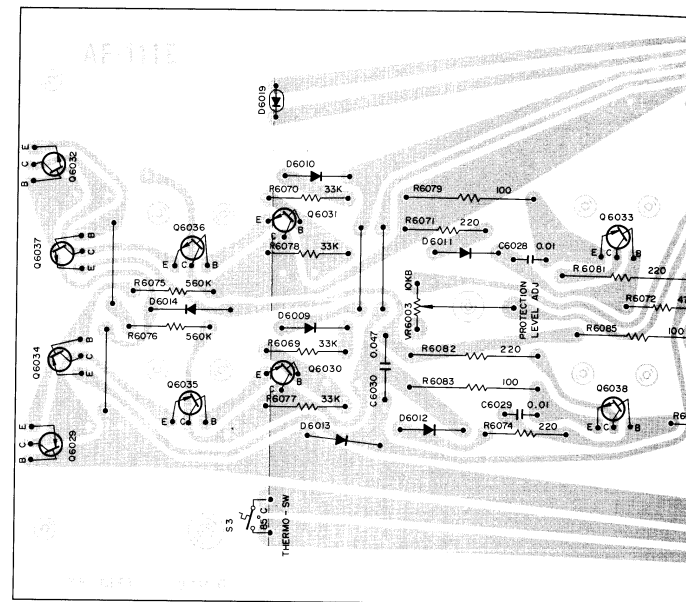 D6019
E
C
B
Q6032
D6010
R6070 33K
R6079 100
E
B
C
Q6031
R6071
220
Q6033
E C B
Q6037
B
C
E
Q6036
E C B
R6078 33K
D6011
C6028 0.01
R6081 220
R6075 560K
D6014
R6076 560K
VR6003 10KB
PROTECTION
LEVEL ADJ
R6072
D6009
R6069 33K
R6085 100
C6030 0.047
R6082 220
Q6034
B
C
E
Q6030
E
B
C
R6083 100
Q6035
E C B
R6077 33K
C6029 0.01
Q6038
E C B
D6013
D6012
R6074 220
E
C
B
Q6029
S3
85°C
THERMO - SW